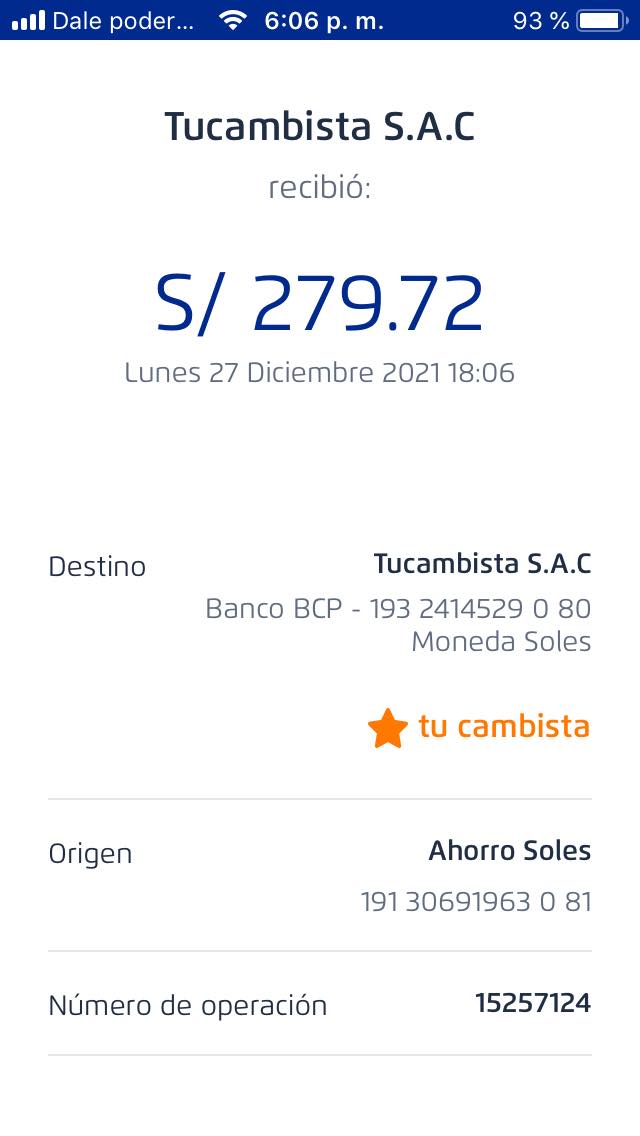 Dale poder... 6:06 p. m. 93 %
Tucambista S.A.C
recibió:
S/ 279.72
Lunes 27 Diciembre 2021 18:06
Destino Tucambista S.A.C
Banco BCP - 193 2414529 0 80
Moneda Soles
tu cambista
Origen Ahorro Soles
191 30691963 0 81
Número de operación 15257124